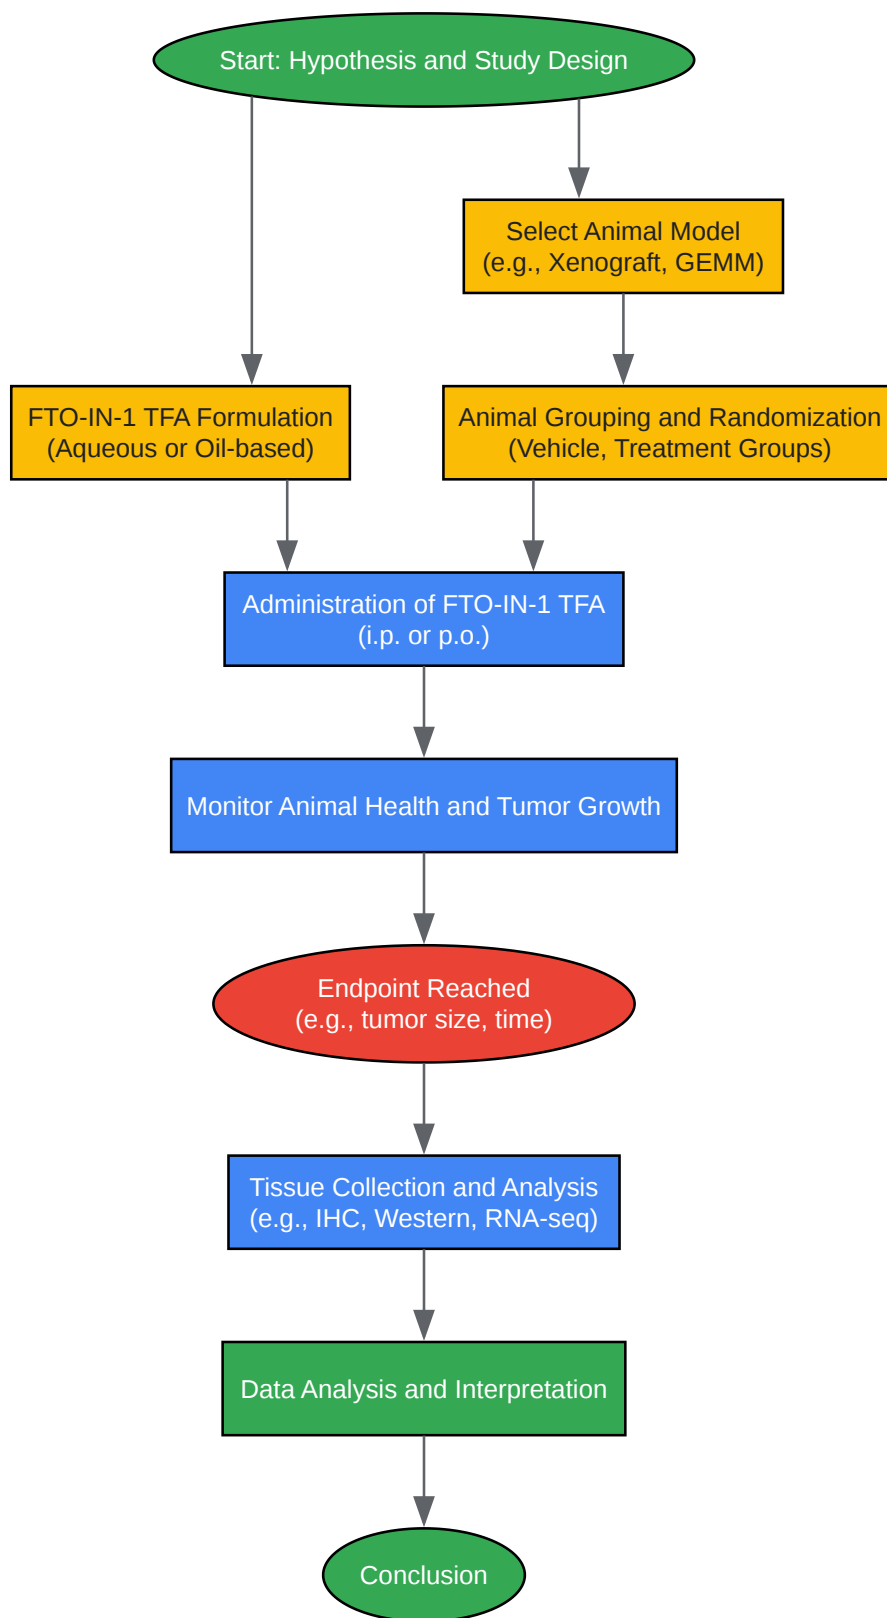 Start: Hypothesis and Study Design
Select Animal Model
(e.g., Xenograft, GEMM)
FTO-IN-1 TFA Formulation
(Aqueous or Oil-based)
Animal Grouping and Randomization
(Vehicle, Treatment Groups)
Administration of FTO-IN-1 TFA
(i.p. or p.o.)
Monitor Animal Health and Tumor Growth
Endpoint Reached
(e.g., tumor size, time)
Tissue Collection and Analysis
(e.g., IHC, Western, RNA-seq)
Data Analysis and Interpretation
Conclusion